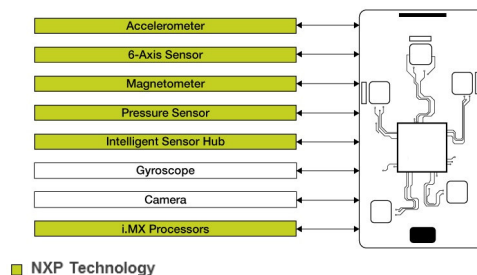 Accelerometer
6-Axis Sensor
Magnetometer
Pressure Sensor
Intelligent Sensor Hub
Gyroscope
Camera
i.MX Processors
NXP Technology